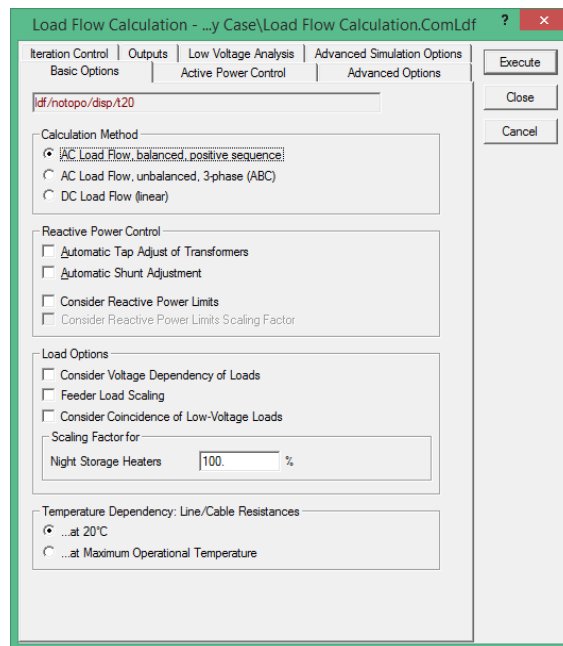 Load Flow Calculation - ...y Case\Load Flow Calculation.ComLdf ? ×
Iteration Control Outputs Low Voltage Analysis Advanced Simulation Options
Basic Options Active Power Control Advanced Options
Execute
Close
Cancel
ldf/notopo/disp/t20
Calculation Method
AC Load Flow, balanced, positive sequence
AC Load Flow, unbalanced, 3-phase (ABC)
DC Load Flow (linear)
Reactive Power Control
Automatic Tap Adjust of Transformers
Automatic Shunt Adjustment
Consider Reactive Power Limits
Consider Reactive Power Limits Scaling Factor
Load Options
Consider Voltage Dependency of Loads
Feeder Load Scaling
Consider Coincidence of Low-Voltage Loads
Scaling Factor for
Night Storage Heaters 100. %
Temperature Dependency: Line/Cable Resistances
...at 20°C
...at Maximum Operational Temperature